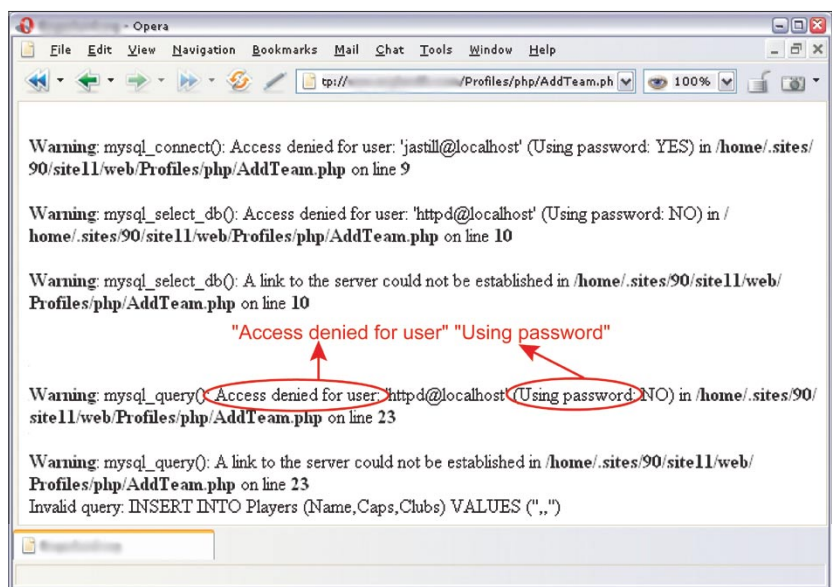 - Opera
File Edit View Navigation Bookmarks Mail Chat Tools Window Help
tp:// /Profiles/php/AddTeam.ph 100%
Warning: mysql_connect(): Access denied for user: 'jastill@localhost' (Using password: YES) in /home/.sites/
90/site11/web/Profiles/php/AddTeam.php on line 9
Warning: mysql_select_db(): Access denied for user: 'httpd@localhost' (Using password: NO) in /
home/.sites/90/site11/web/Profiles/php/AddTeam.php on line 10
Warning: mysql_select_db(): A link to the server could not be established in /home/.sites/90/site11/web/
Profiles/php/AddTeam.php on line 10
"Access denied for user" "Using password"
Warning: mysql_query(): Access denied for user: 'httpd@localhost' (Using password: NO) in /home/.sites/90/
site11/web/Profiles/php/AddTeam.php on line 23
Warning: mysql_query(): A link to the server could not be established in /home/.sites/90/site11/web/
Profiles/php/AddTeam.php on line 23
Invalid query: INSERT INTO Players (Name,Caps,Clubs) VALUES ('',,'')